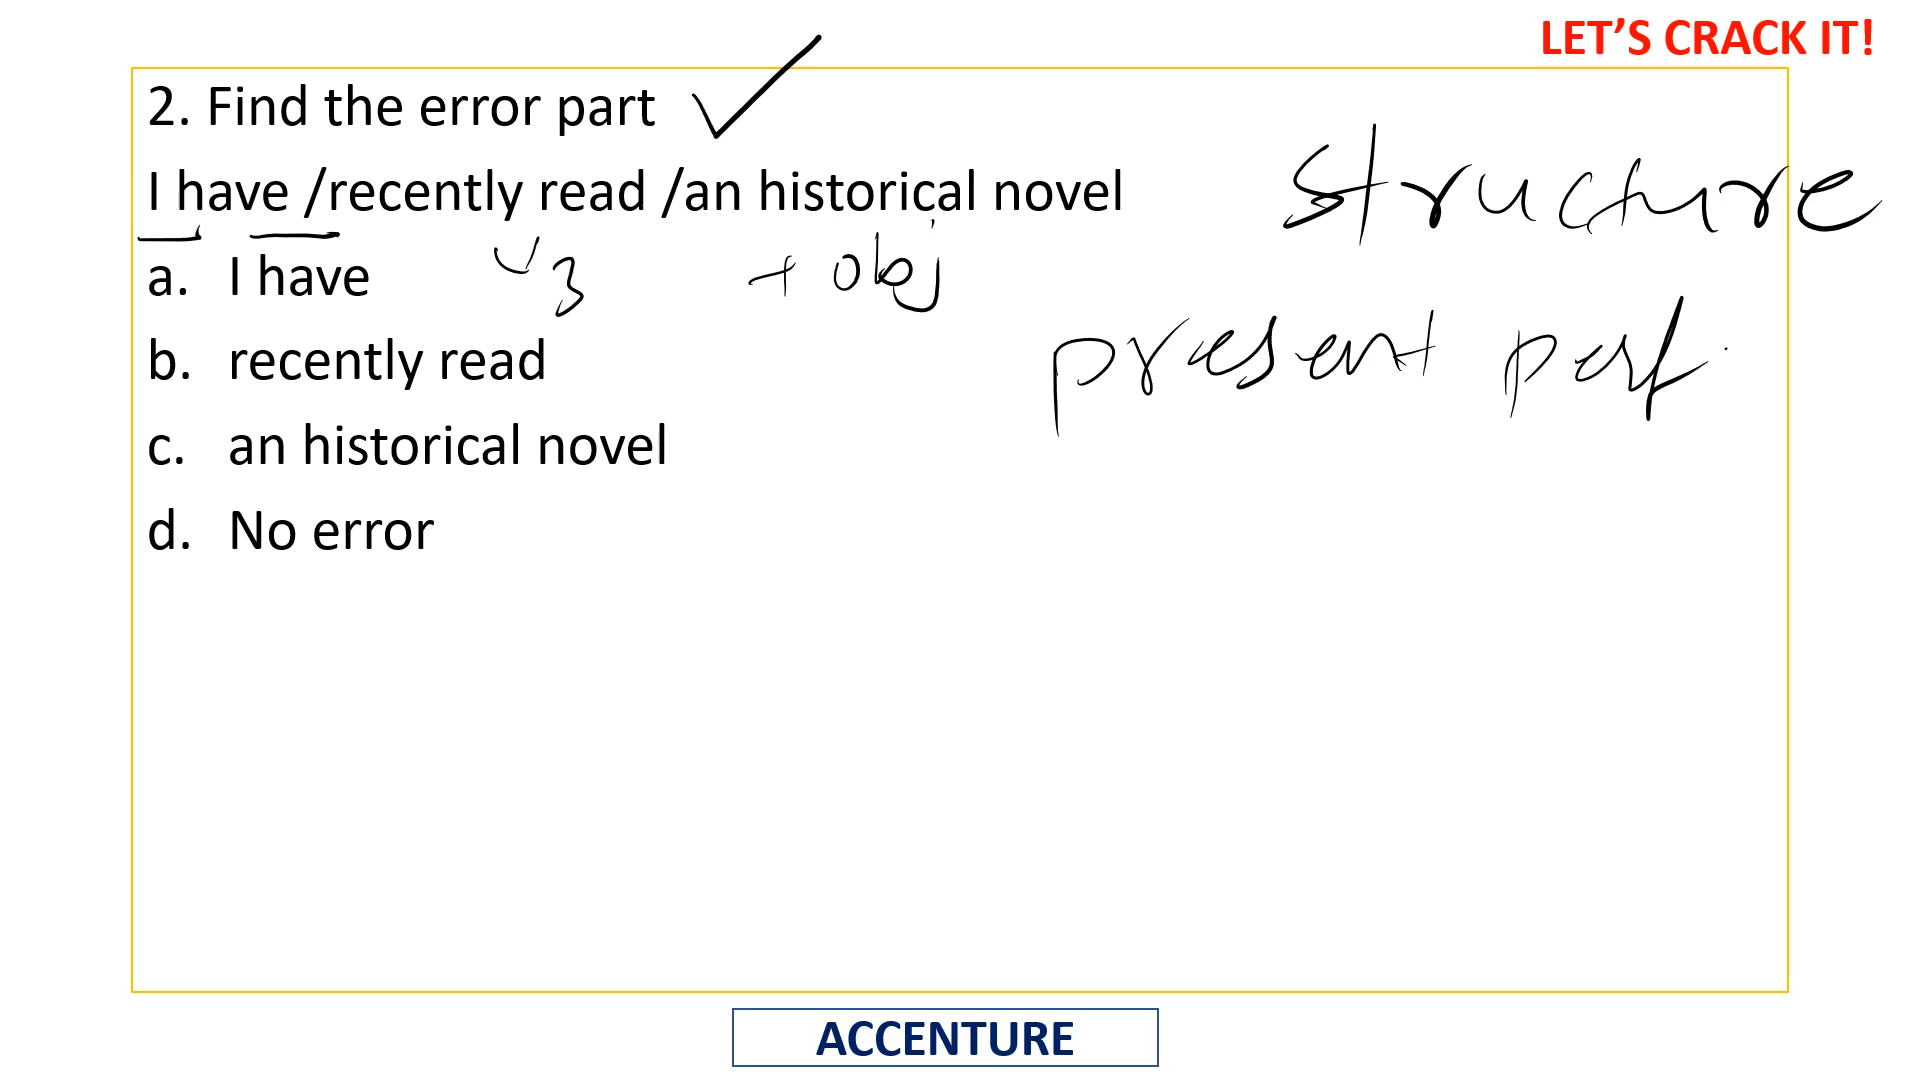 LET'S CRACK IT!
2. Find the error part
I have /recently read /an historical novel
structure
a. I have
v3 + obj
b. recently read
present perf.
c. an historical novel
d. No error
ACCENTURE